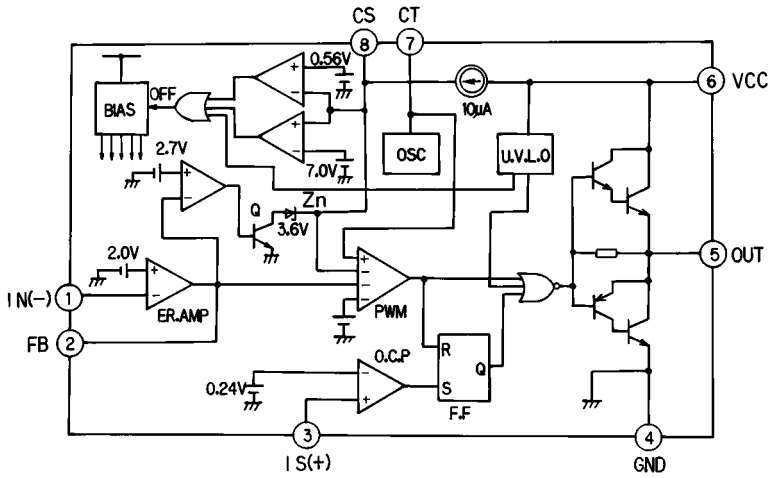 CS CT
8 7
0.56V
+
-
10µA
6 VCC
BIAS
OFF
+
-
7.0V
OSC
U.V.L.O
2.7V
+
-
Q
Zn
3.6V
2.0V
+
-
ER.AMP
+
-
-
-
PWM
5 OUT
IN(-) 1
FB 2
0.24V
O.C.P
-
+
R
Q
S
F.F
3
IS(+)
4
GND